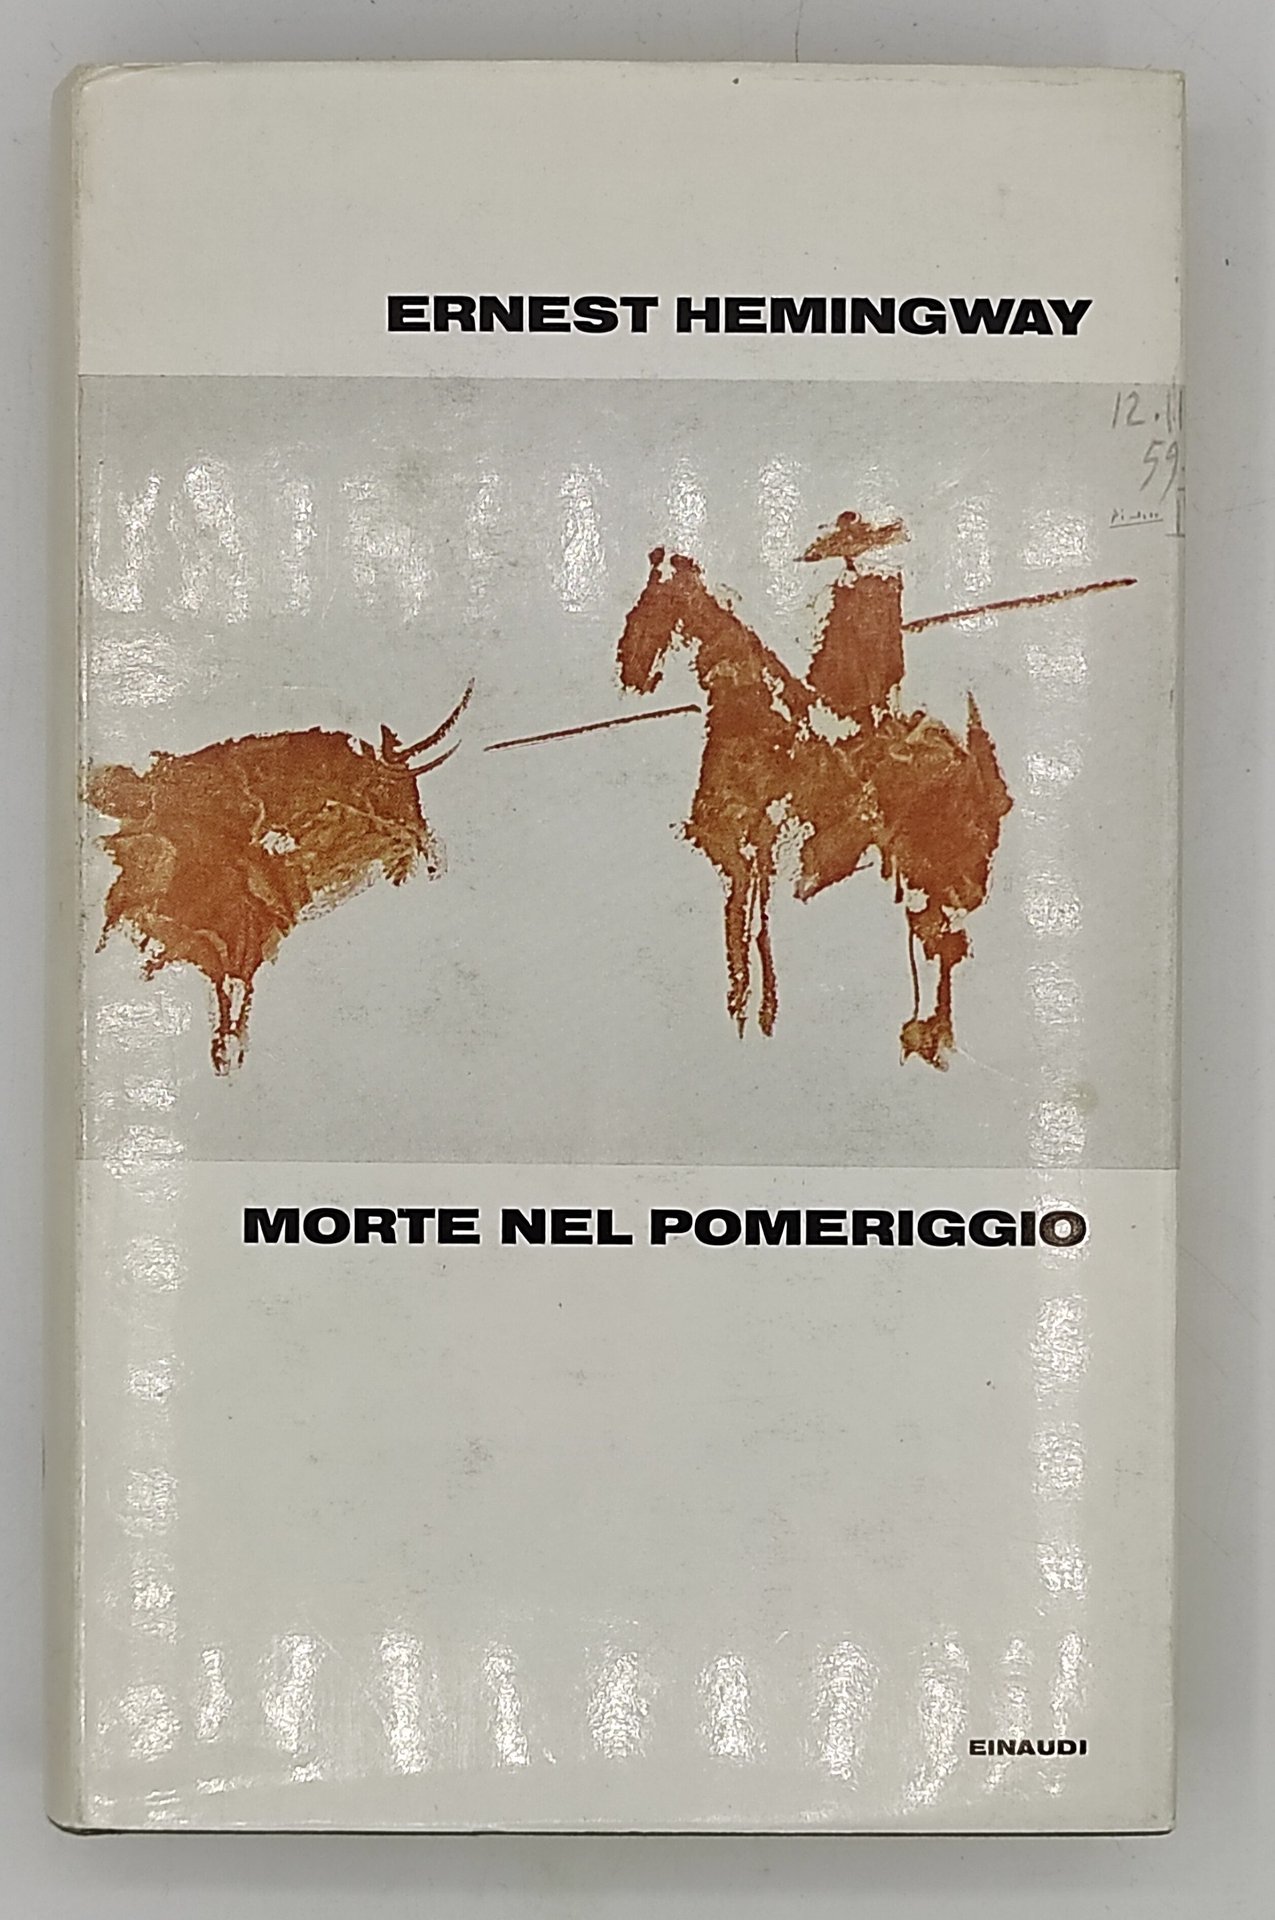 ERNEST HEMINGWAY
12.11
59.
I
MORTE NEL POMERIGGIO
EINAUDI